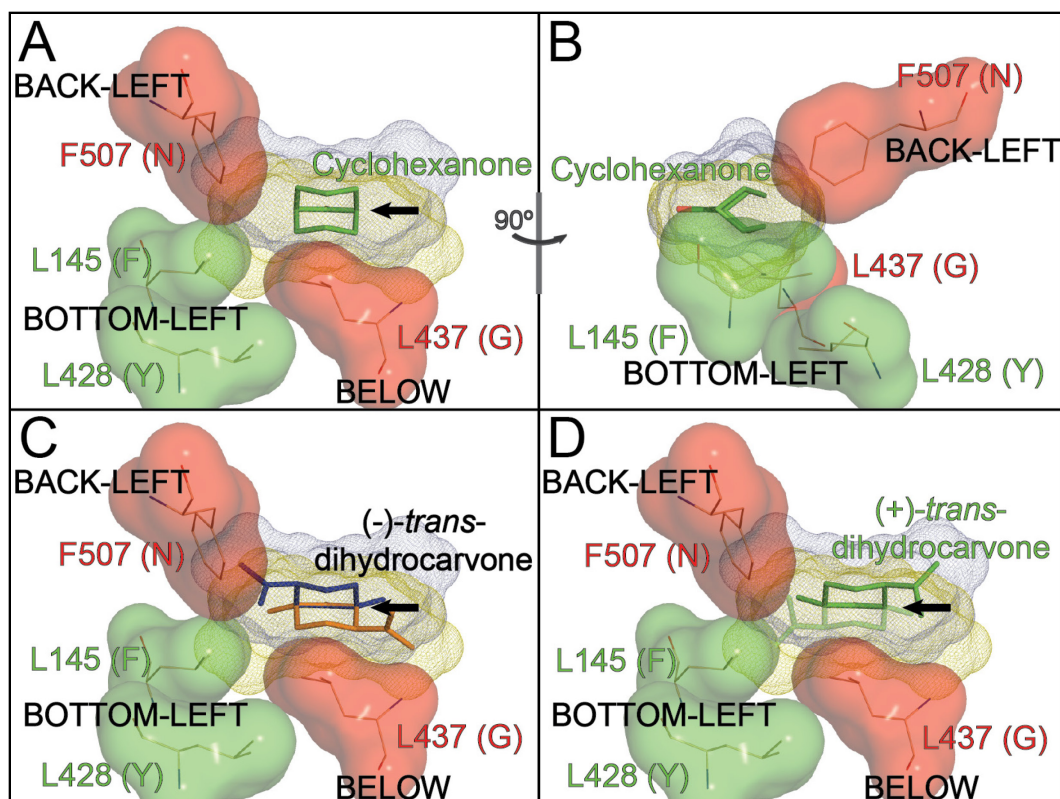 A
BACK-LEFT
F507 (N)
Cyclohexanone
L145 (F)
BOTTOM-LEFT
L428 (Y)
L437 (G)
BELOW
90º
B
F507 (N)
BACK-LEFT
Cyclohexanone
L437 (G)
L145 (F)
BOTTOM-LEFT
L428 (Y)
C
BACK-LEFT
(-)-trans-
dihydrocarvone
F507 (N)
L145 (F)
BOTTOM-LEFT
L437 (G)
L428 (Y)
BELOW
D
BACK-LEFT
(+)-trans-
dihydrocarvone
F507 (N)
L145 (F)
BOTTOM-LEFT
L437 (G)
L428 (Y)
BELOW